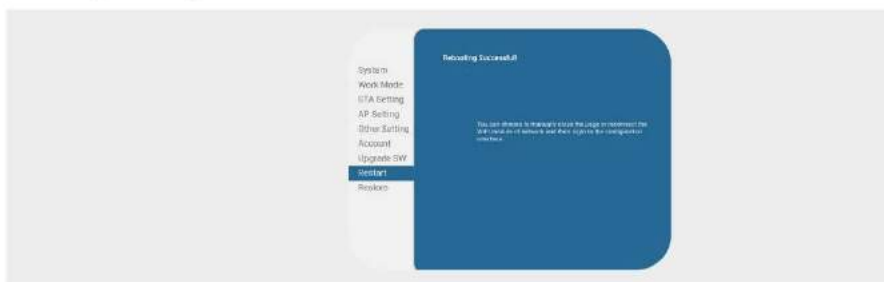 System
Work Mode
STA Setting
AP Setting
Other Setting
Account
Upgrade SW
Restart
Restore
Rebooting Successful!
You can choose to manually close the page or reconnect the
WiFi module of network and then login to the configuration
interface.